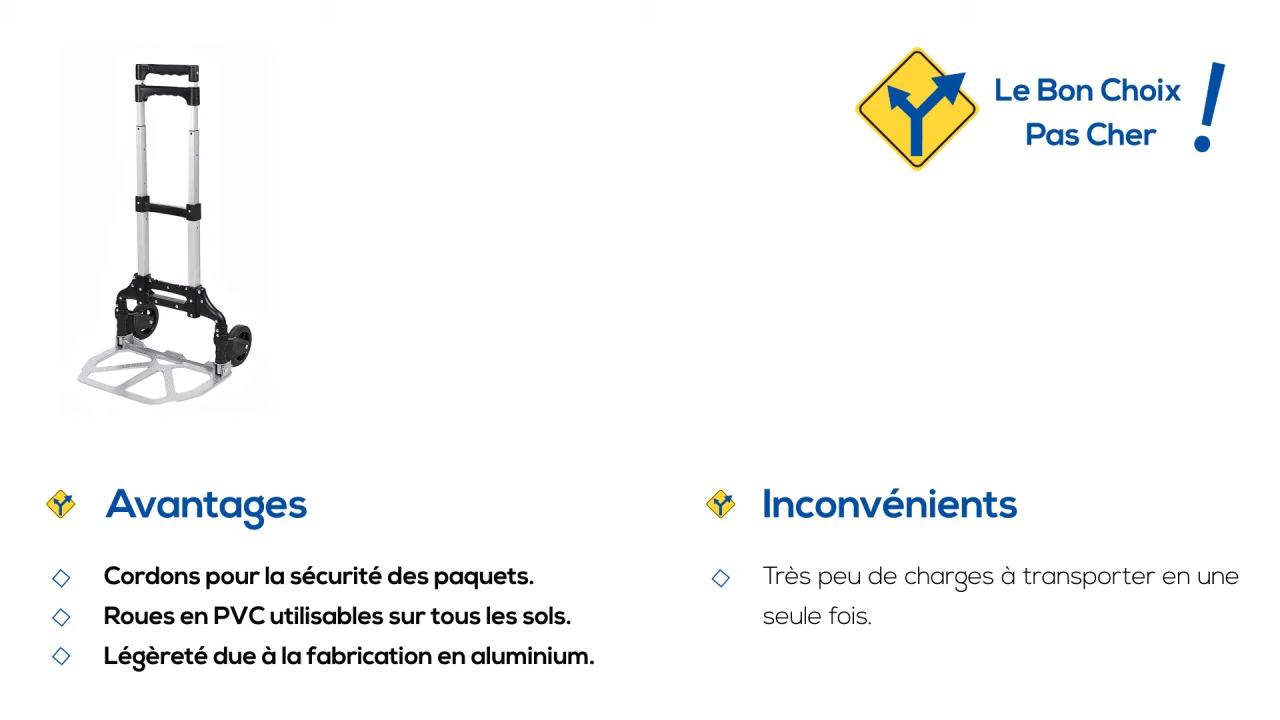 Le Bon Choix
Pas Cher !
Avantages
Cordons pour la sécurité des paquets.
Roues en PVC utilisables sur tous les sols.
Légèreté due à la fabrication en aluminium.
Inconvénients
Très peu de charges à transporter en une
seule fois.